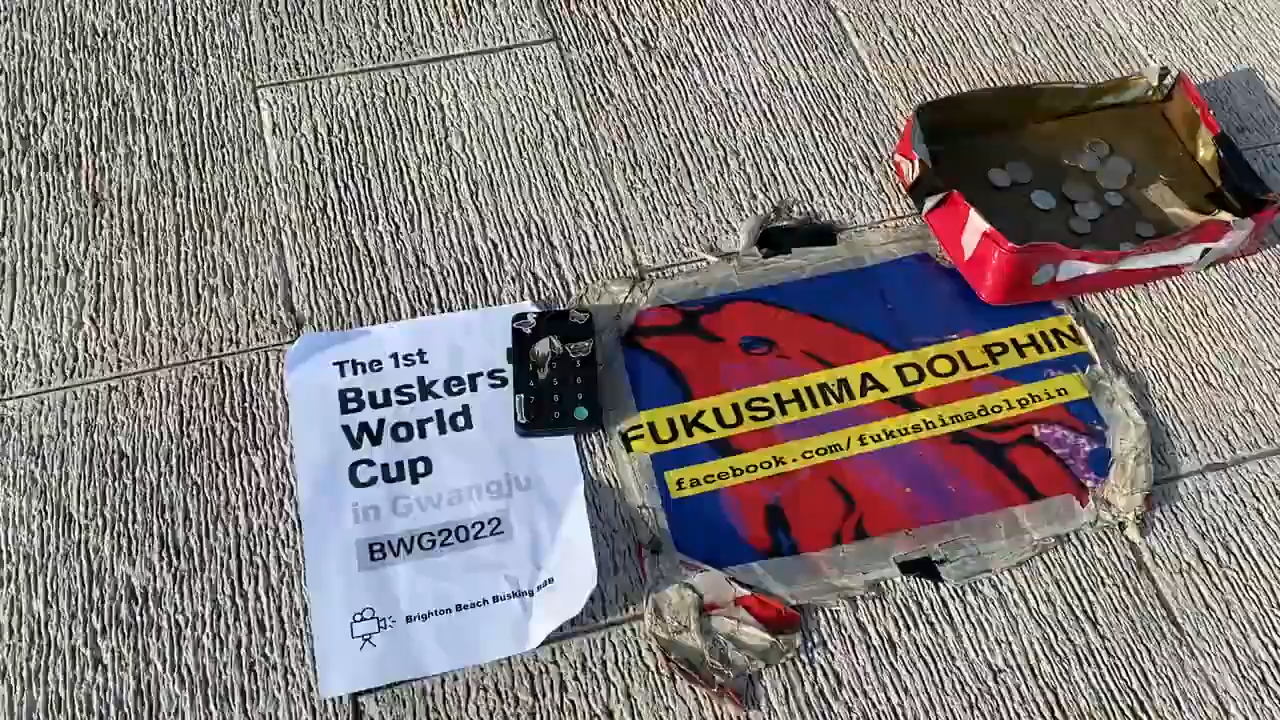 The 1st
Buskers
World
Cup
in Gwangju
BWG2022
Brighton Beach Busking
FUKUSHIMA DOLPHIN
facebook.com/fukushimadolphin